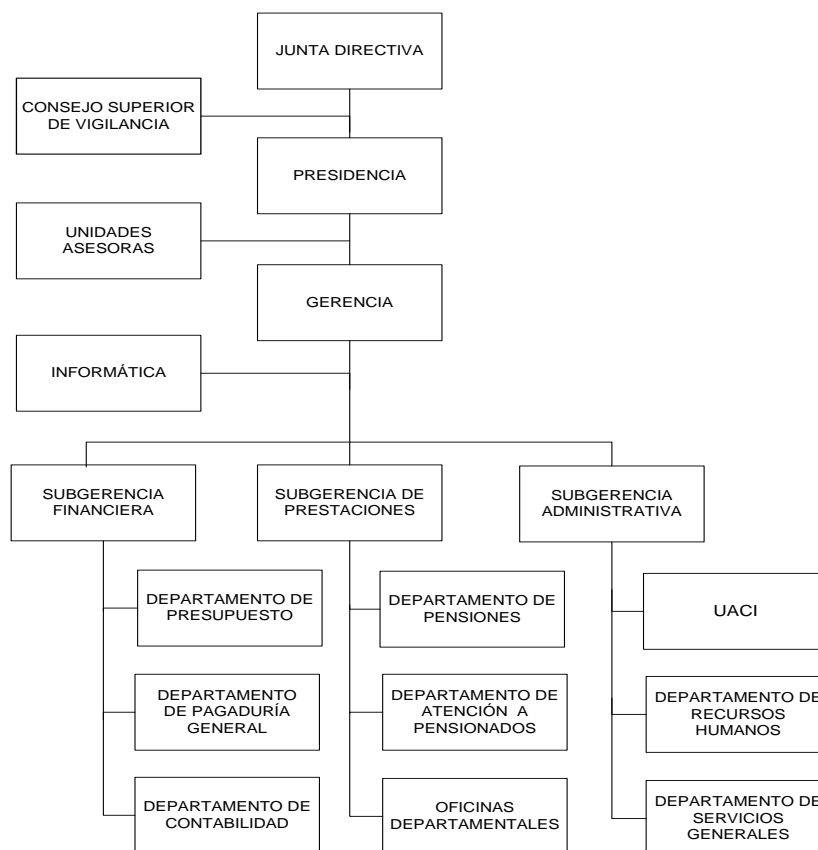 JUNTA DIRECTIVA
CONSEJO SUPERIOR
DE VIGILANCIA
PRESIDENCIA
UNIDADES
ASESORAS
GERENCIA
INFORMÁTICA
SUBGERENCIA
FINANCIERA
SUBGERENCIA DE
PRESTACIONES
SUBGERENCIA
ADMINISTRATIVA
DEPARTAMENTO DE
PRESUPUESTO
DEPARTAMENTO DE
PENSIONES
UACI
DEPARTAMENTO
DE PAGADURÍA
GENERAL
DEPARTAMENTO DE
ATENCIÓN A
PENSIONADOS
DEPARTAMENTO DE
RECURSOS
HUMANOS
DEPARTAMENTO DE
CONTABILIDAD
OFICINAS
DEPARTAMENTALES
DEPARTAMENTO DE
SERVICIOS
GENERALES